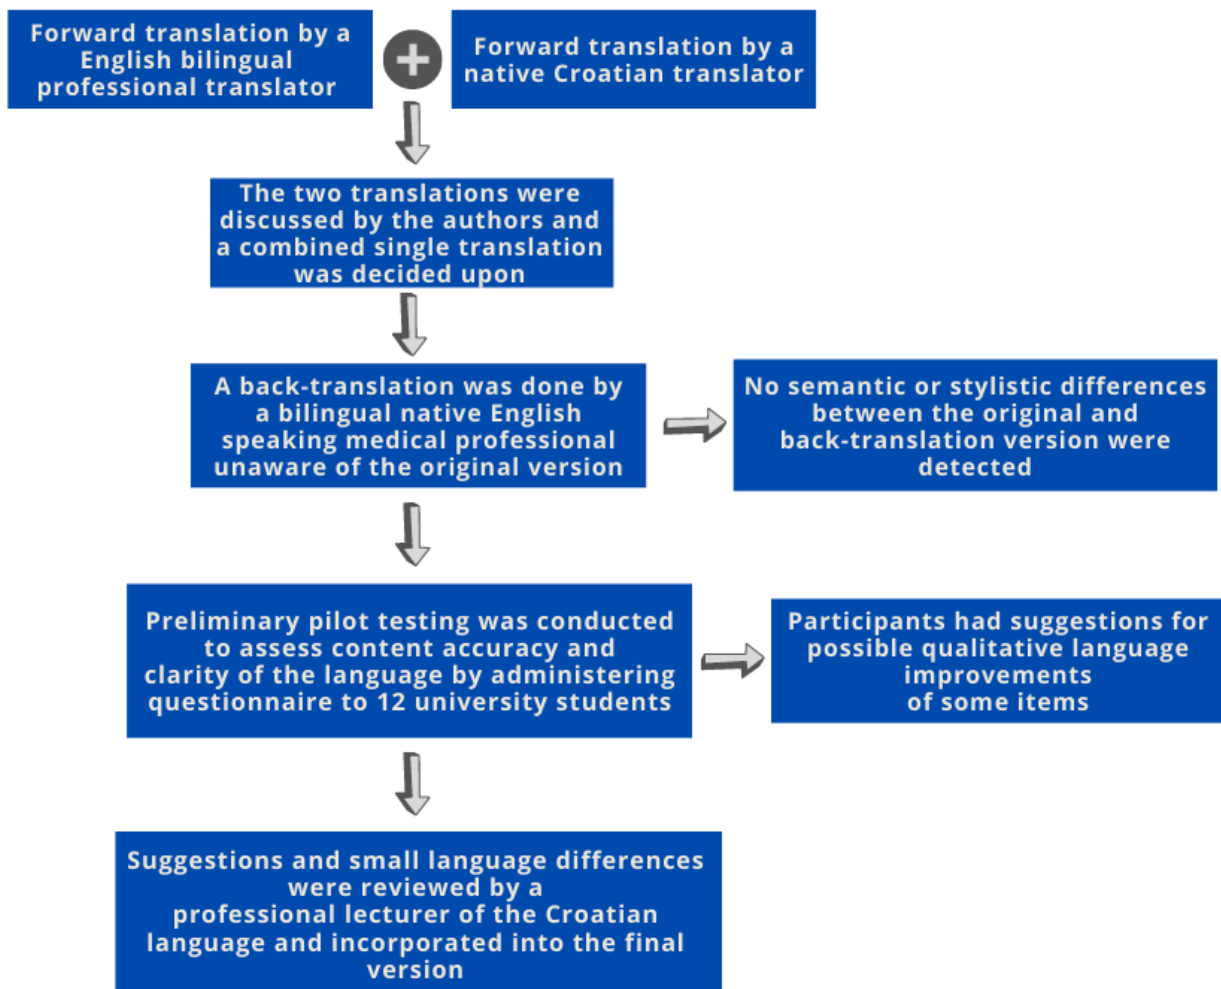 Forward translation by a
English bilingual
professional translator
+
Forward translation by a
native Croatian translator
The two translations were
discussed by the authors and
a combined single translation
was decided upon
A back-translation was done by
a bilingual native English
speaking medical professional
unaware of the original version
No semantic or stylistic differences
between the original and
back-translation version were
detected
Preliminary pilot testing was conducted
to assess content accuracy and
clarity of the language by administering
questionnaire to 12 university students
Participants had suggestions for
possible qualitative language
improvements
of some items
Suggestions and small language differences
were reviewed by a
professional lecturer of the Croatian
language and incorporated into the final
version